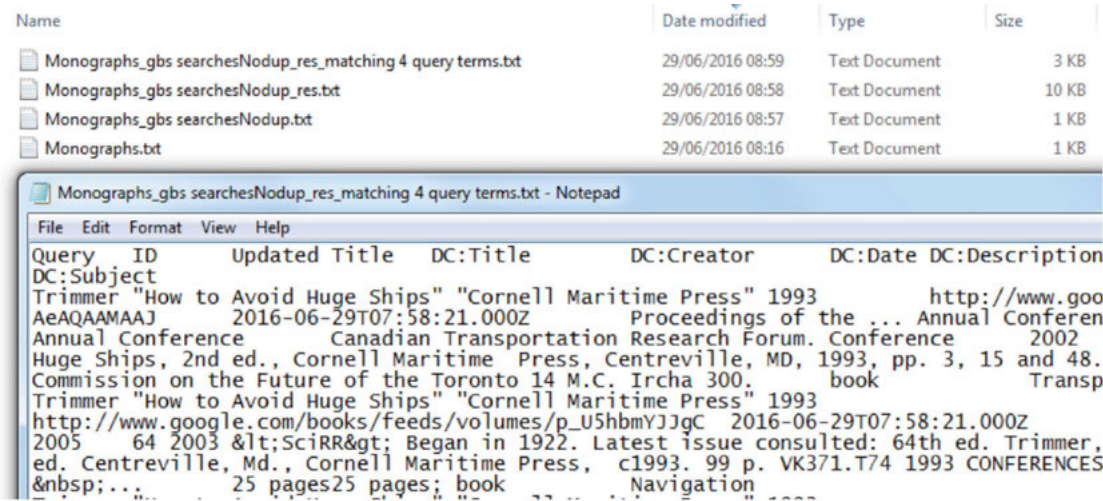 Name Date modified Type Size
Monographs_gbs searchesNodup_res_matching 4 query terms.txt 29/06/2016 08:59 Text Document 3 KB
Monographs_gbs searchesNodup_res.txt 29/06/2016 08:58 Text Document 10 KB
Monographs_gbs searchesNodup.txt 29/06/2016 08:57 Text Document 1 KB
Monographs.txt 29/06/2016 08:16 Text Document 1 KB
Monographs_gbs searchesNodup_res_matching 4 query terms.txt - Notepad
File Edit Format View Help
Query ID Updated Title DC:Title DC:Creator DC:Date DC:Description
DC:Subject
Trimmer "How to Avoid Huge Ships" "Cornell Maritime Press" 1993 http://www.goo
AeAQAAMAAJ 2016-06-29T07:58:21.000Z Proceedings of the ... Annual Conferen
Annual Conference Canadian Transportation Research Forum. Conference 2002
Huge Ships, 2nd ed., Cornell Maritime Press, Centreville, MD, 1993, pp. 3, 15 and 48.
Commission on the Future of the Toronto 14 M.C. Ircha 300. book Transp
Trimmer "How to Avoid Huge Ships" "Cornell Maritime Press" 1993
http://www.google.com/books/feeds/volumes/p_U5hbmYJJgC 2016-06-29T07:58:21.000Z
2005 64 2003 &lt;SciRR&gt; Began in 1922. Latest issue consulted: 64th ed. Trimmer,
ed. Centreville, Md., Cornell Maritime Press, c1993. 99 p. VK371.T74 1993 CONFERENCES
&nbsp;... 25 pages25 pages; book Navigation